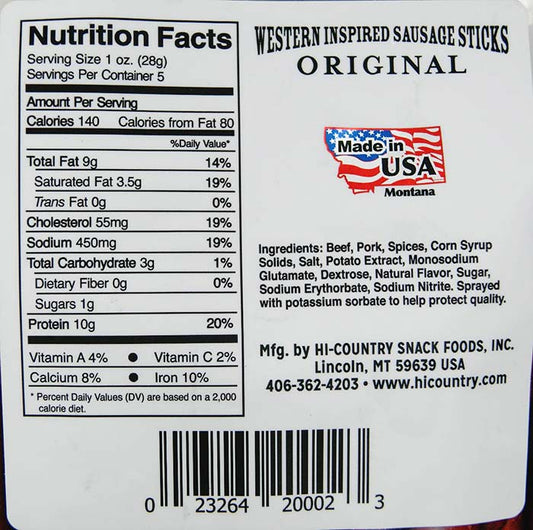 Nutrition Facts
Serving Size 1 oz. (28g)
Servings Per Container 5
Amount Per Serving
Calories 140 Calories from Fat 80
%Daily Value*
Total Fat 9g 14%
Saturated Fat 3.5g 19%
Trans Fat 0g 0%
Cholesterol 55mg 19%
Sodium 450mg 19%
Total Carbohydrate 3g 1%
Dietary Fiber 0g 0%
Sugars 1g
Protein 10g 20%
Vitamin A 4% ● Vitamin C 2%
Calcium 8% ● Iron 10%
* Percent Daily Values (DV) are based on a 2,000
calorie diet.
WESTERN INSPIRED SAUSAGE STICKS
ORIGINAL
Made in
USA
Montana
Ingredients: Beef, Pork, Spices, Corn Syrup
Solids, Salt, Potato Extract, Monosodium
Glutamate, Dextrose, Natural Flavor, Sugar,
Sodium Erythorbate, Sodium Nitrite. Sprayed
with potassium sorbate to help protect quality.
Mfg. by HI-COUNTRY SNACK FOODS, INC.
Lincoln, MT 59639 USA
406-362-4203 • www.hicountry.com
0 23264 20002 3